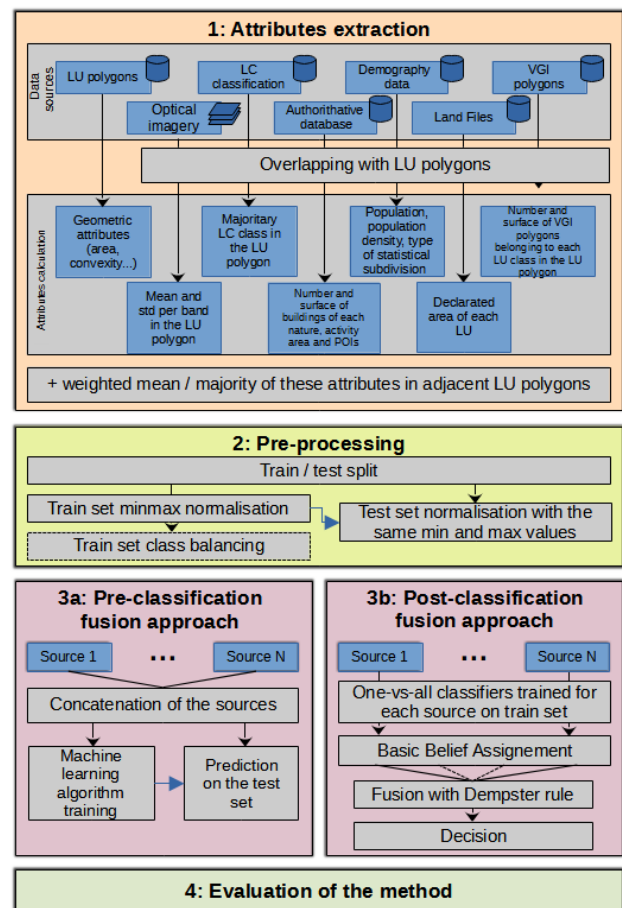 1: Attributes extraction
Data
sources
LU polygons
LC
classification
Demography
data
VGI
polygons
Optical
imagery
Authorithative
database
Land Files
Overlapping with LU polygons
Attributes calculation
Geometric
attributes
(area,
convexity...)
Majoritary
LC class in
the LU
polygon
Population,
population
density, type
of statistical
subdivision
Number and
surface of VGI
polygons
belonging to each
LU class in the LU
polygon
Mean and
std per band
in the LU
polygon
Number and
surface of
buildings of each
nature, activity
area and POIs
Declarated
area of each
LU
+ weighted mean / majority of these attributes in adjacent LU polygons
2: Pre-processing
Train / test split
Train set minmax normalisation
Test set normalisation with the
same min and max values
Train set class balancing
3a: Pre-classification
fusion approach
Source 1
...
Source N
Concatenation of the sources
Machine
learning
algorithm
training
Prediction
on the test
set
3b: Post-classification
fusion approach
Source 1
...
Source N
One-vs-all classifiers trained for
each source on train set
Basic Belief Assignement
Fusion with Dempster rule
Decision
4: Evaluation of the method